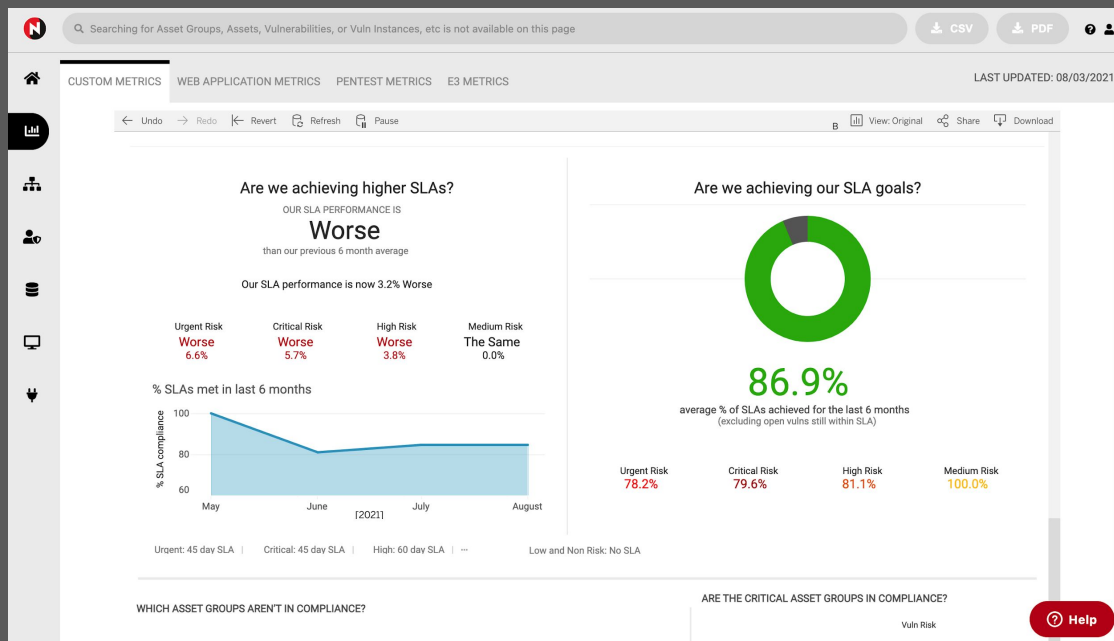 Searching for Asset Groups, Assets, Vulnerabilities, or Vuln Instances, etc is not available on this page
CSV
PDF
CUSTOM METRICS
WEB APPLICATION METRICS
PENTEST METRICS
E3 METRICS
LAST UPDATED: 08/03/2021
Undo
Redo
Revert
Refresh
Pause
B
View: Original
Share
Download
Are we achieving higher SLAs?
OUR SLA PERFORMANCE IS
Worse
than our previous 6 month average
Our SLA performance is now 3.2% Worse
Urgent Risk
Worse
6.6%
Critical Risk
Worse
5.7%
High Risk
Worse
3.8%
Medium Risk
The Same
0.0%
% SLAs met in last 6 months
% SLA compliance
100
80
60
May
June
July
August
[2021]
Urgent: 45 day SLA |
Critical: 45 day SLA |
High: 60 day SLA | ...
Low and Non Risk: No SLA
Are we achieving our SLA goals?
86.9%
average % of SLAs achieved for the last 6 months
(excluding open vulns still within SLA)
Urgent Risk
78.2%
Critical Risk
79.6%
High Risk
81.1%
Medium Risk
100.0%
WHICH ASSET GROUPS AREN'T IN COMPLIANCE?
ARE THE CRITICAL ASSET GROUPS IN COMPLIANCE?
Vuln Risk
Help